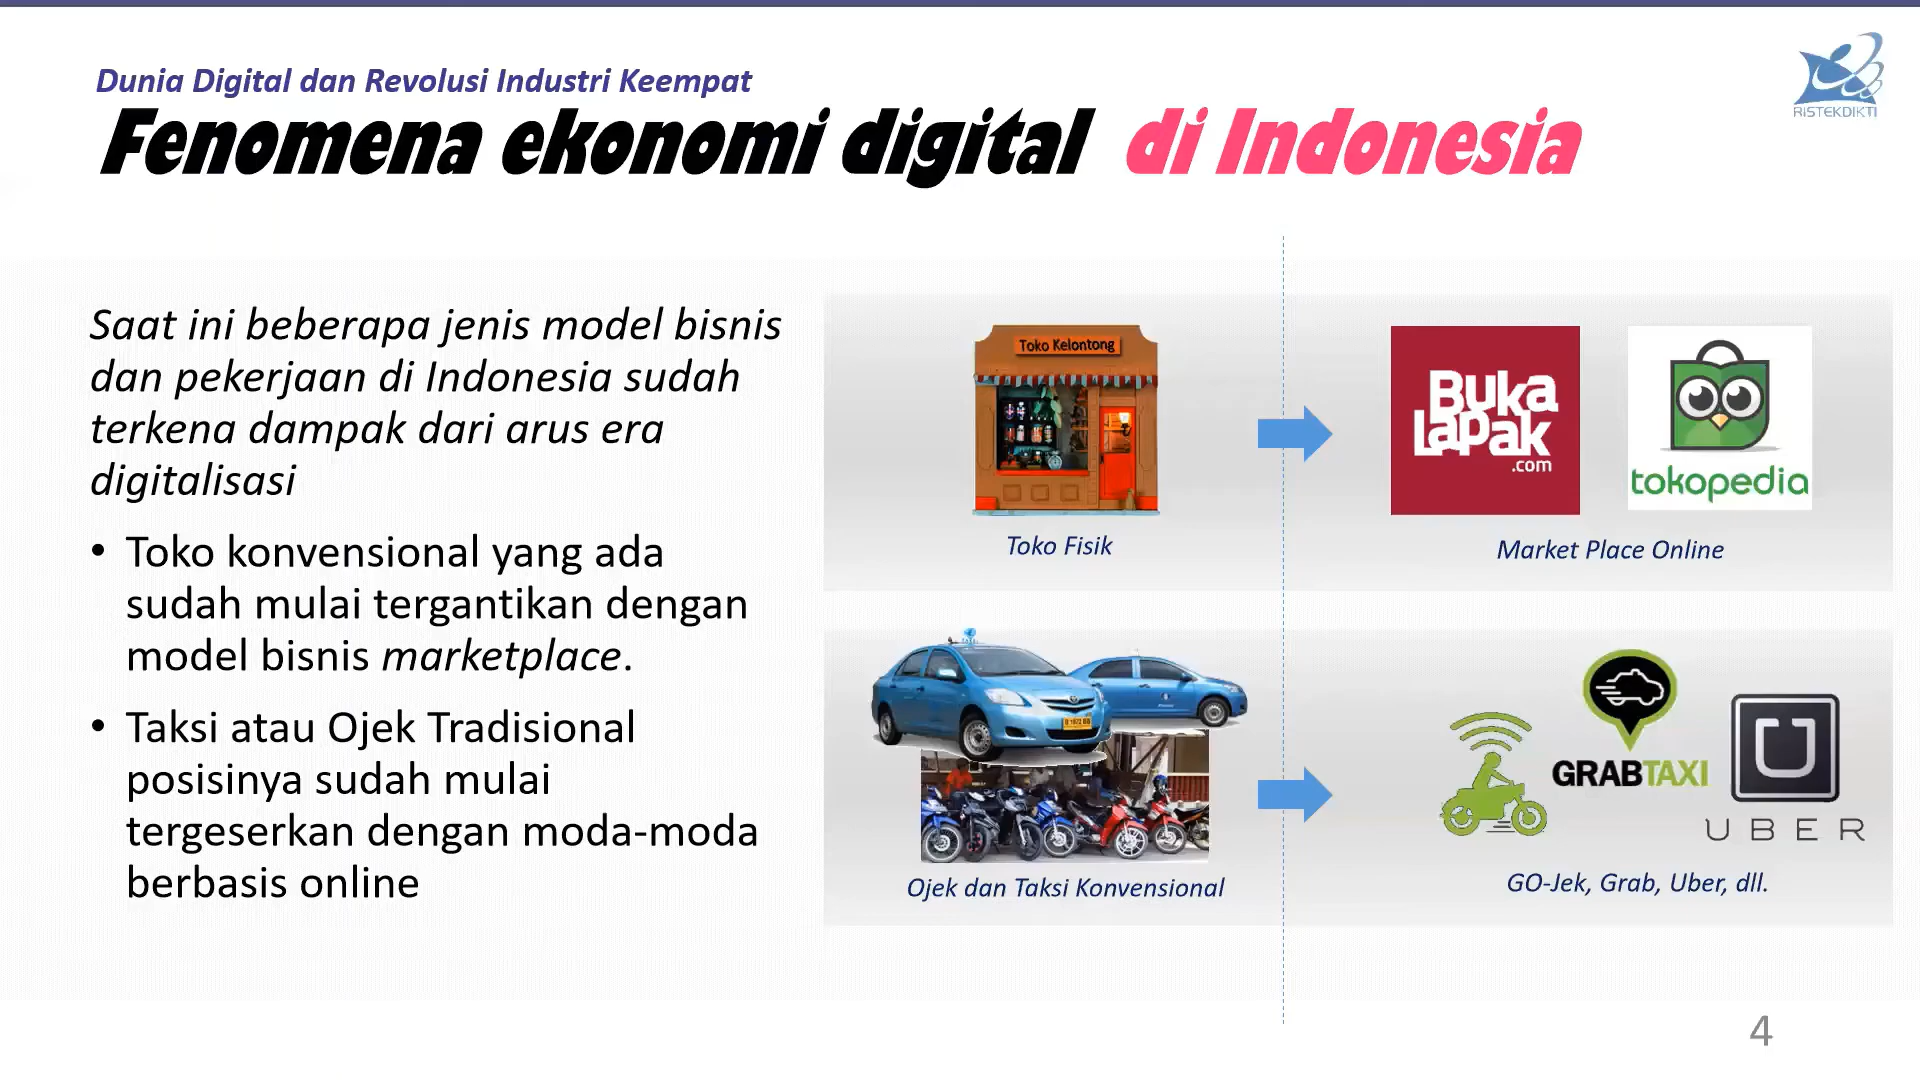 Dunia Digital dan Revolusi Industri Keempat
Fenomena ekonomi digital di Indonesia
RISTEKDIKTI
Saat ini beberapa jenis model bisnis
dan pekerjaan di Indonesia sudah
terkena dampak dari arus era
digitalisasi
• Toko konvensional yang ada
sudah mulai tergantikan dengan
model bisnis marketplace.
• Taksi atau Ojek Tradisional
posisinya sudah mulai
tergeserkan dengan moda-moda
berbasis online
Toko Kelontong
Toko Fisik
BukaLapak
.com
tokopedia
Market Place Online
Ojek dan Taksi Konvensional
GRABTAXI
UBER
GO-Jek, Grab, Uber, dll.
4